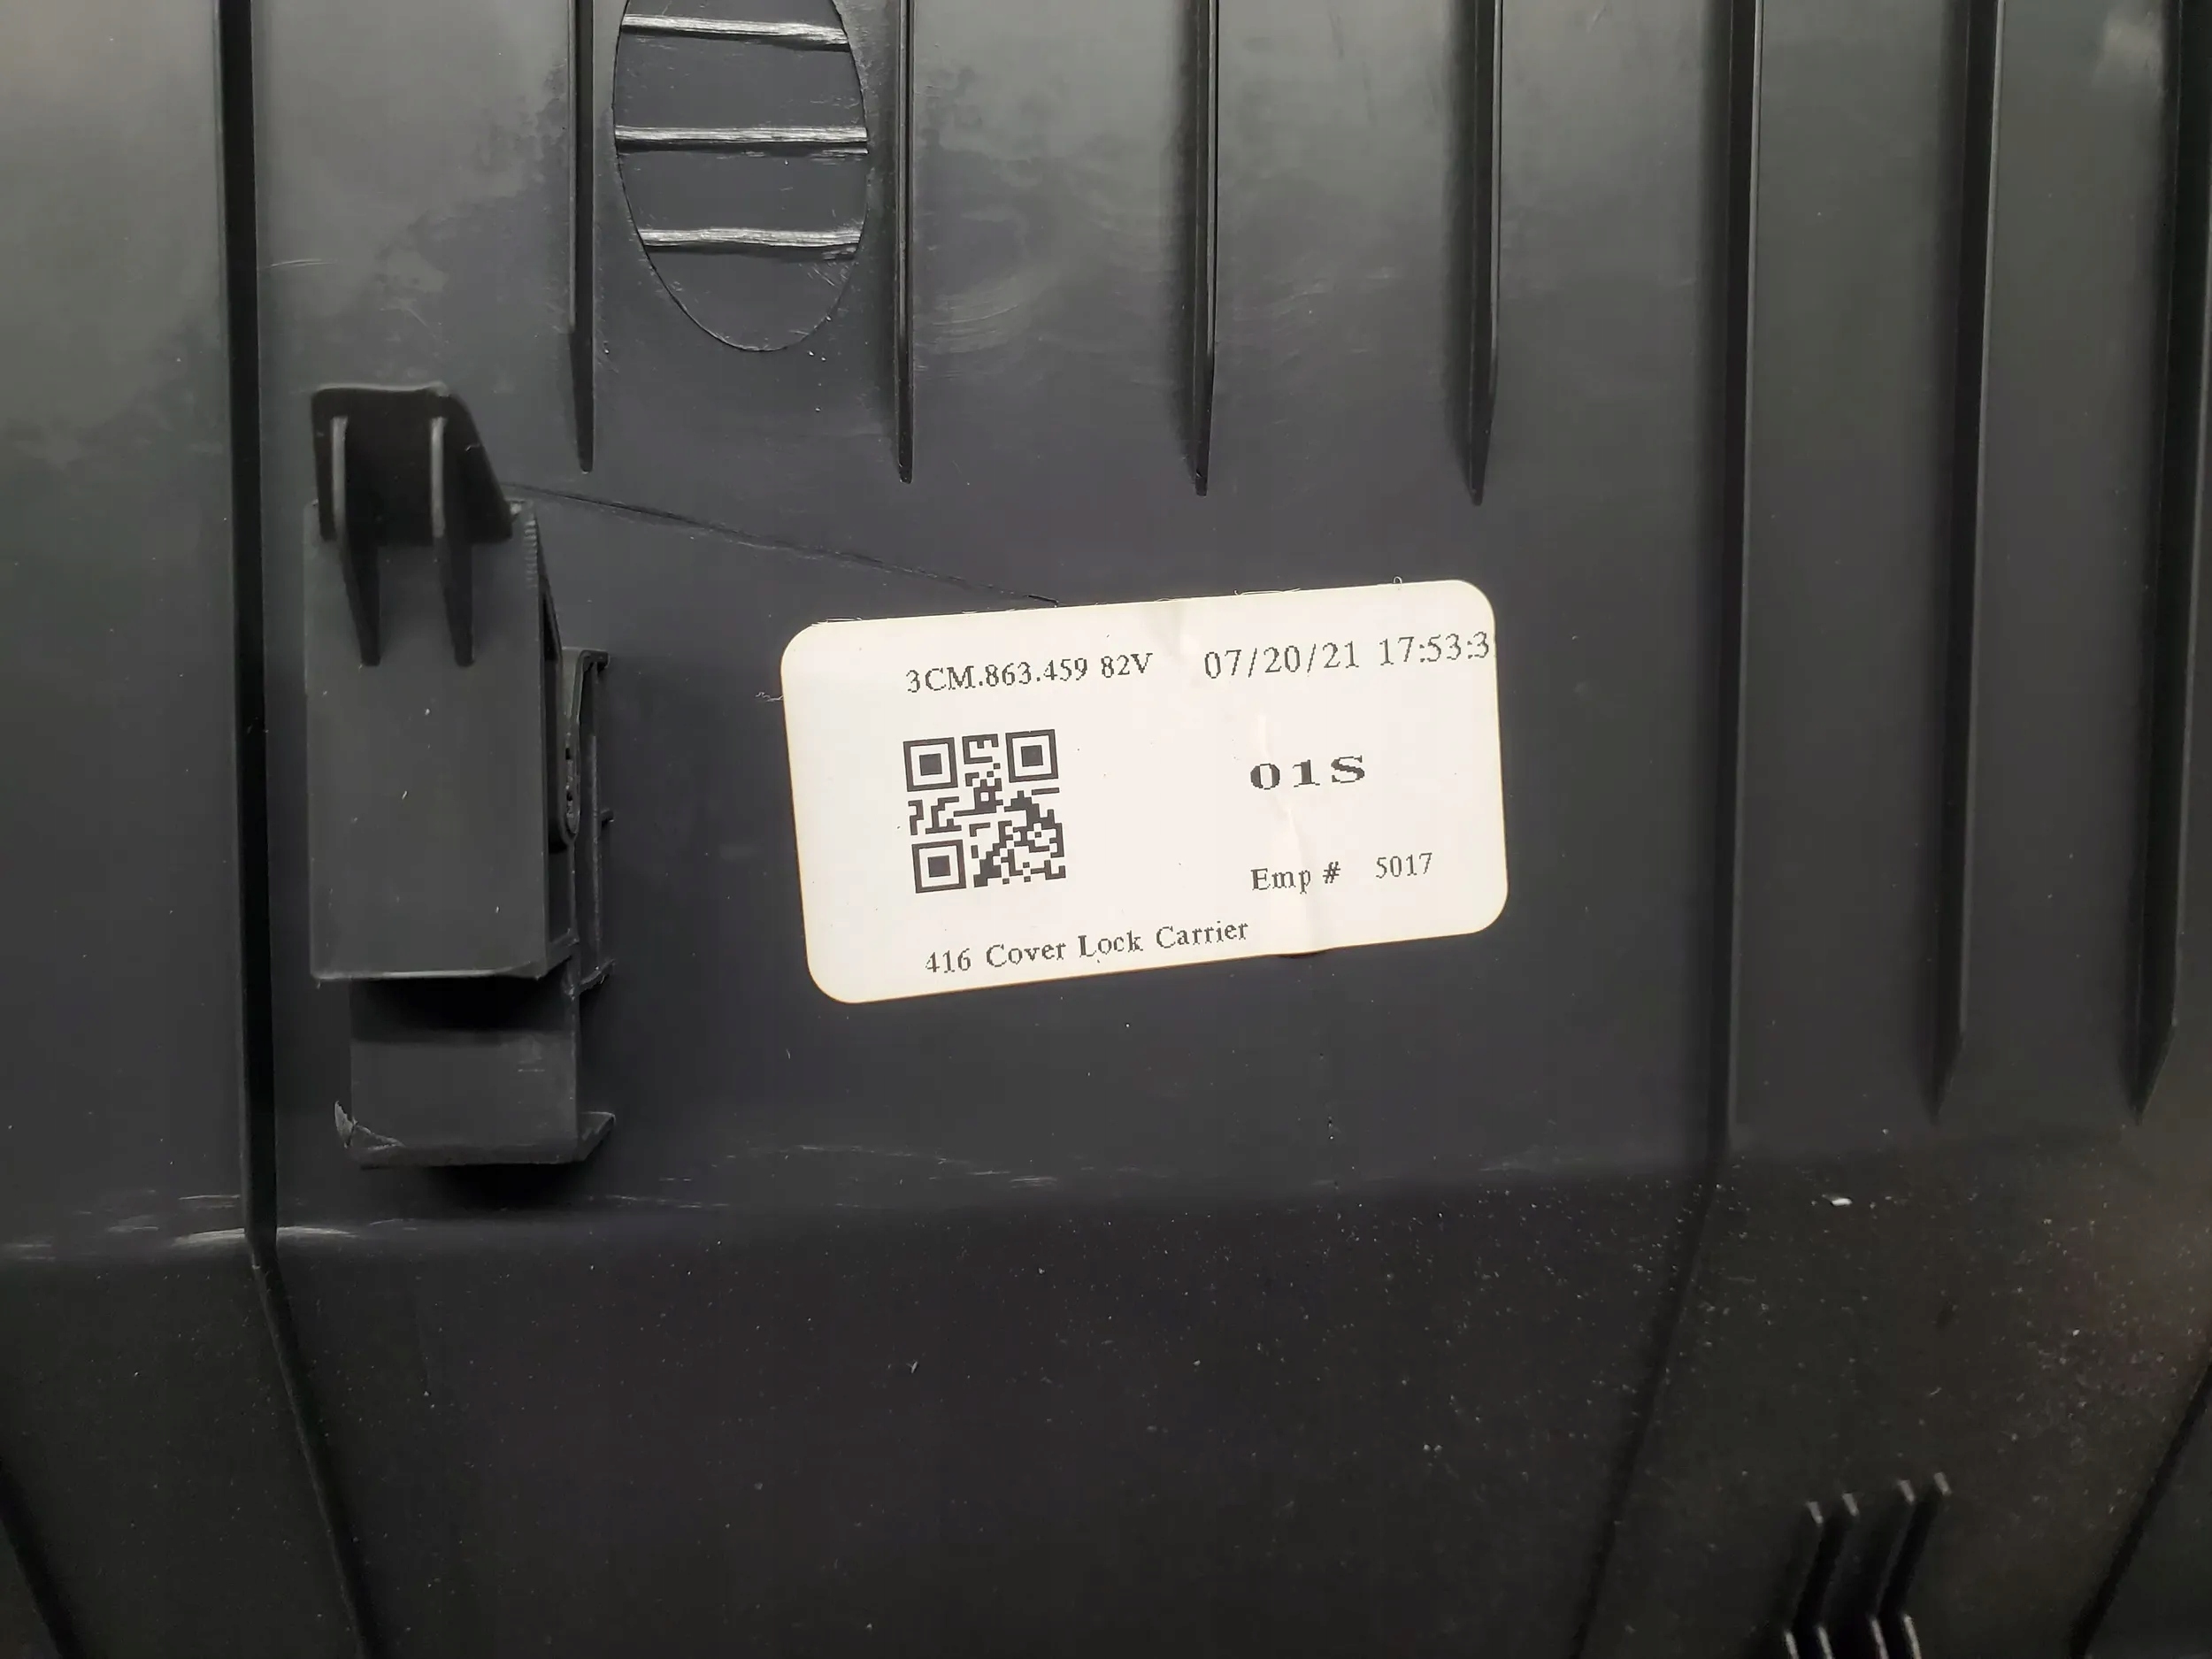 3CM.863.459 82V 07/20/21 17:53:3
01S
Emp # 5017
416 Cover Lock Carrier